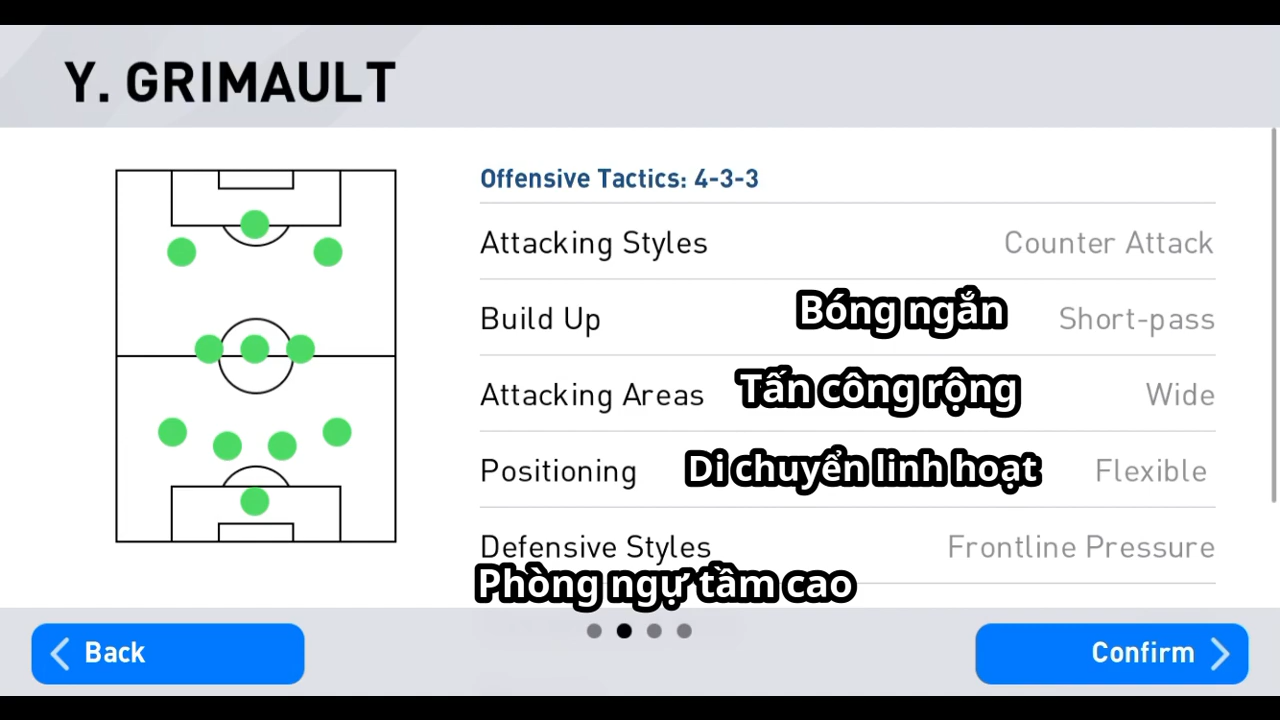 Y. GRIMAULT
Offensive Tactics: 4-3-3
Attacking Styles Counter Attack
Build Up Bóng ngắn Short-pass
Attacking Areas Tấn công rộng Wide
Positioning Di chuyển linh hoạt Flexible
Defensive Styles Frontline Pressure
Phòng ngự tầm cao
Back Confirm